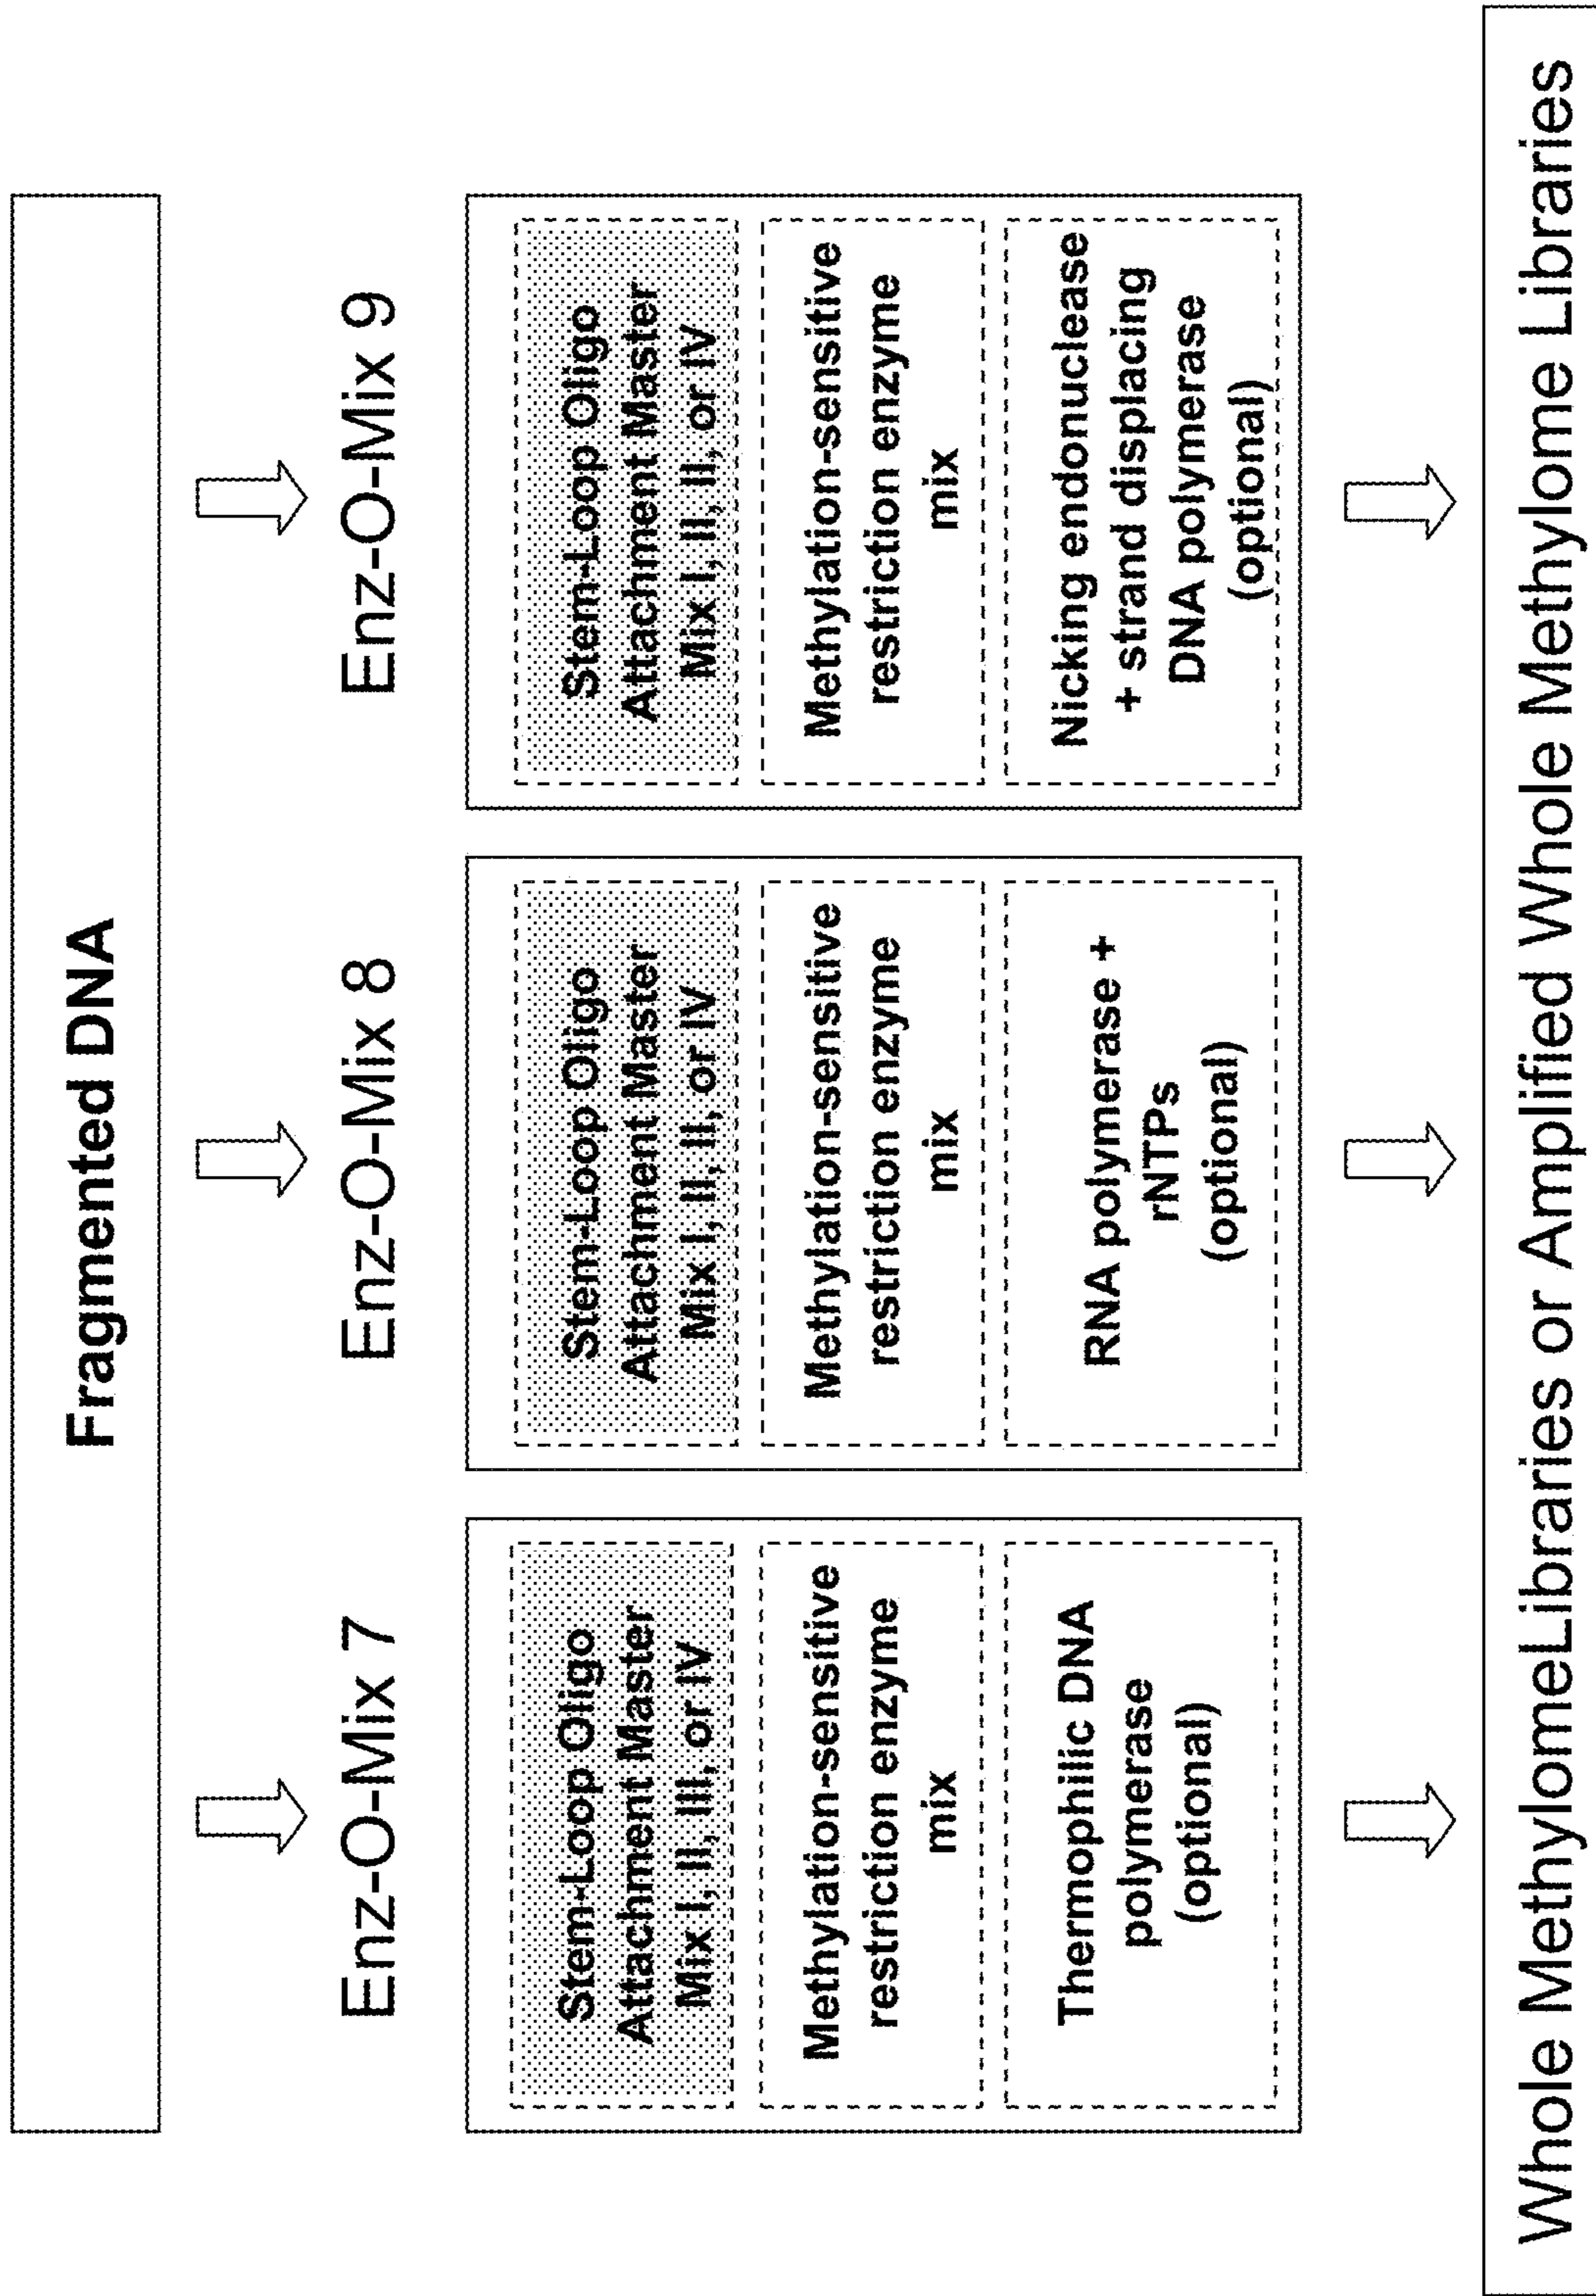 Fragmented DNA
Enz-O-Mix 7
Stem-Loop Oligo
Attachment Master
Mix I, II, III, or IV
Methylation-sensitive
restriction enzyme
mix
Thermophilic DNA
polymerase
(optional)
Enz-O-Mix 8
Stem-Loop Oligo
Attachment Master
Mix I, II, II, or IV
Methylation-sensitive
restriction enzyme
mix
RNA polymerase +
rNTPs
(optional)
Enz-O-Mix 9
Stem-Loop Oligo
Attachment Master
Mix I, II, II, or IV
Methylation-sensitive
restriction enzyme
mix
Nicking endonuclease
+ strand displacing
DNA polymerase
(optional)
Whole MethylomeLibraries or Amplified Whole Methylome Libraries